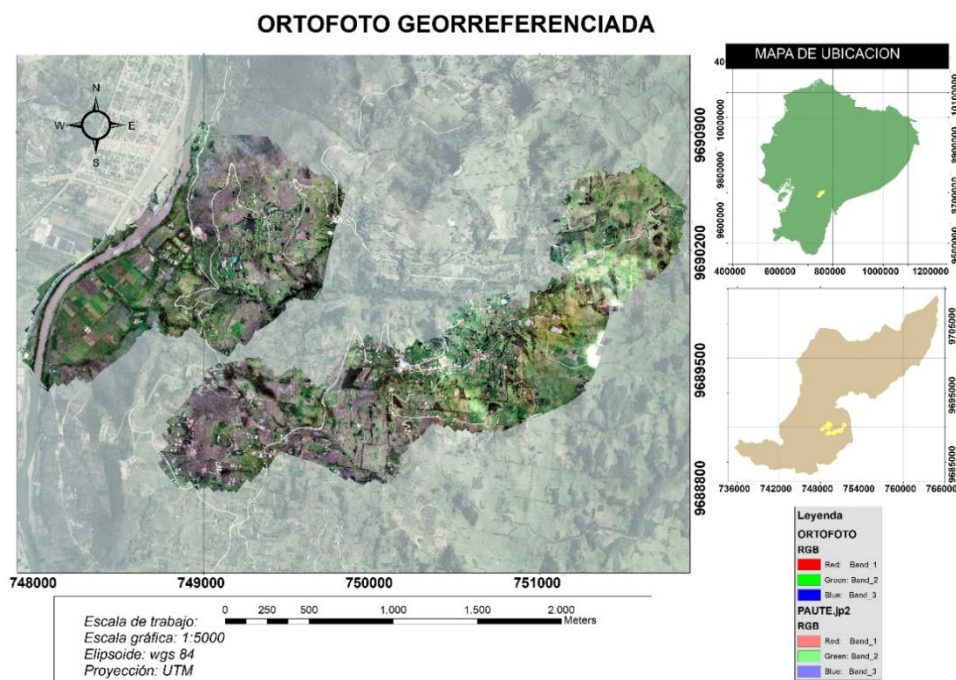 ORTOFOTO GEORREFERENCIADA
N
W E
S
9690900
9690200
9689500
9688800
748000 749000 750000 751000
MAPA DE UBICACION
40
10000000
9800000
9600000
10100000
9900000
9700000
9500000
400000 600000 800000 1000000 1200000
9705000
9695000
9685000
736000 742000 748000 754000 760000 766000
Escala de trabajo:
Escala gráfica: 1:5000
Elipsoide: wgs 84
Proyección: UTM
0 250 500 1.000 1.500 2.000
Meters
Leyenda
ORTOFOTO
RGB
Red: Band_1
Green: Band_2
Blue: Band_3
PAUTE.jp2
RGB
Red: Band_1
Green: Band_2
Blue: Band_3